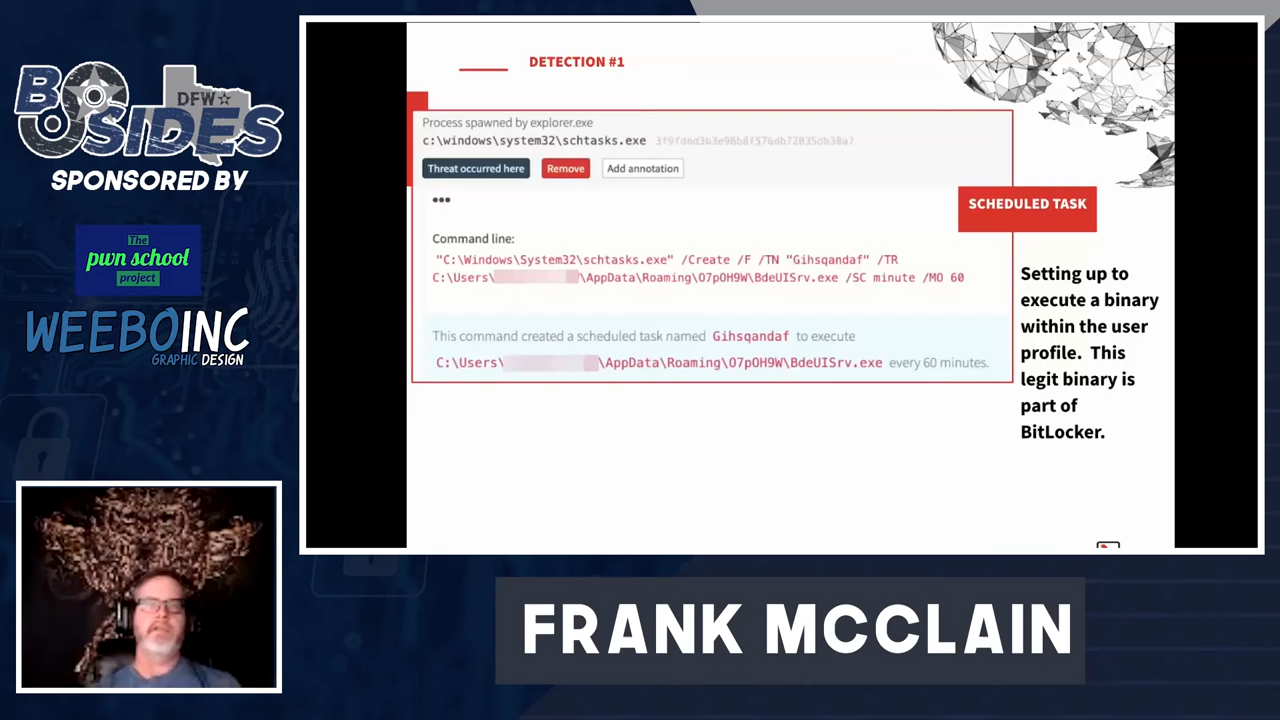 BSIDES
DFW
SPONSORED BY
The
pwn school
project
WEEBOINC
GRAPHIC DESIGN
DETECTION #1
Process spawned by explorer.exe
c:\windows\system32\schtasks.exe
Threat occurred here
Remove
Add annotation
•••
Command line:
"C:\Windows\System32\schtasks.exe" /Create /F /TN "Gihsqandaf" /TR
C:\Users\ \AppData\Roaming\O7pOH9W\BdeUISrv.exe /SC minute /MO 60
This command created a scheduled task named Gihsqandaf to execute
C:\Users\ \AppData\Roaming\O7pOH9W\BdeUISrv.exe every 60 minutes.
SCHEDULED TASK
Setting up to
execute a binary
within the user
profile. This
legit binary is
part of
BitLocker.
FRANK MCCLAIN